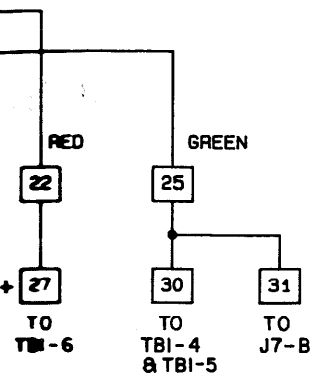 RED GREEN
22 25
+ 27 30 31
TO TO TO
TB1-6 TB1-4 J7-B
& TB1-5